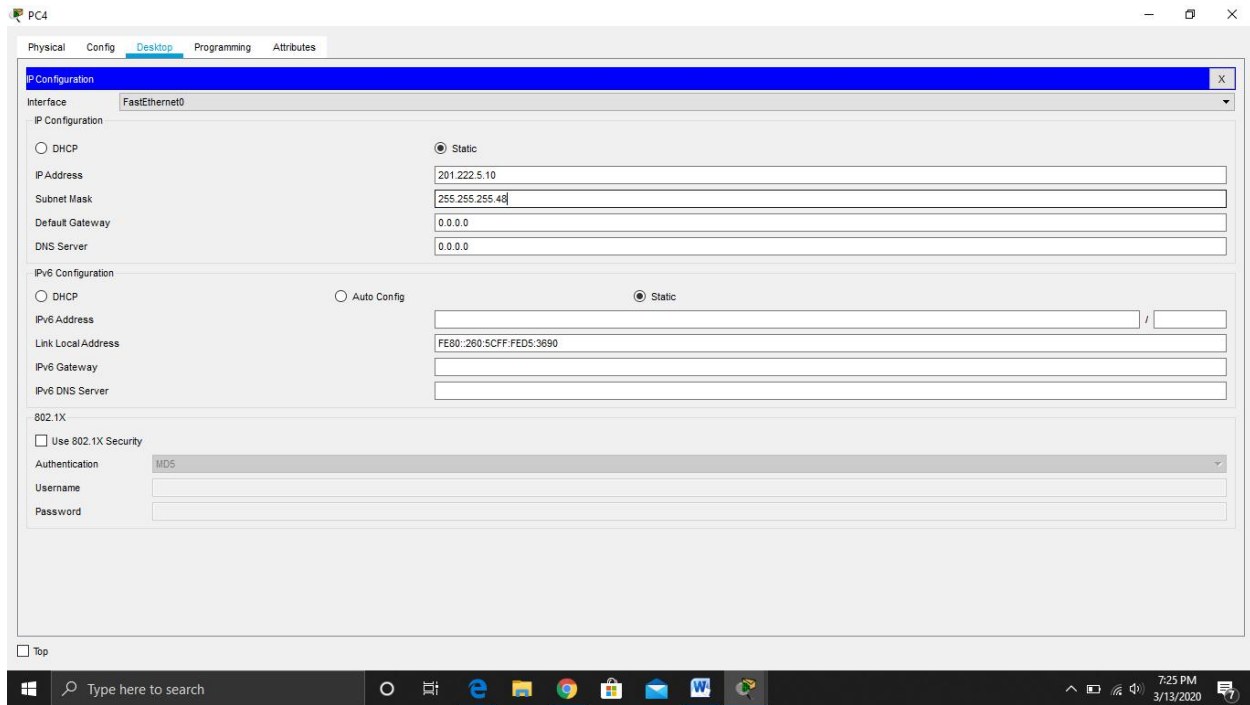 PC4
Physical Config Desktop Programming Attributes
IP Configuration X
Interface FastEthernet0
IP Configuration
DHCP Static
IP Address 201.222.5.10
Subnet Mask 255.255.255.48
Default Gateway 0.0.0.0
DNS Server 0.0.0.0
IPv6 Configuration
DHCP Auto Config Static
IPv6 Address /
Link Local Address FE80::260:5CFF:FED5:3690
IPv6 Gateway
IPv6 DNS Server
802.1X
Use 802.1X Security
Authentication MD5
Username
Password
Top
Type here to search
7:25 PM
3/13/2020
7